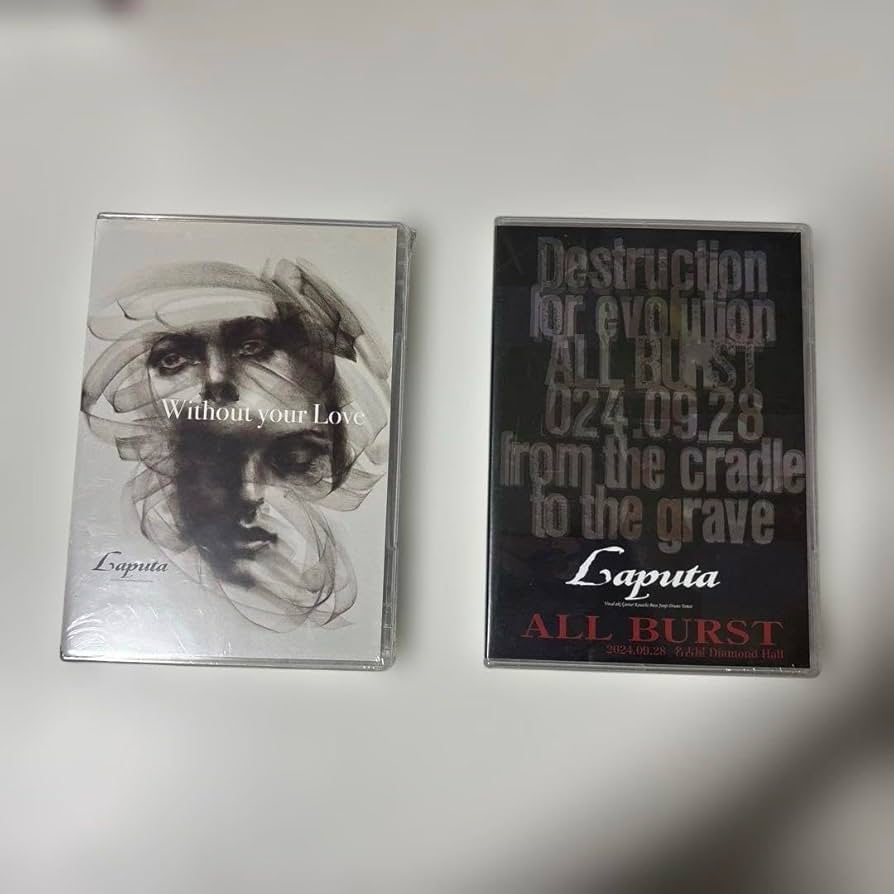 Without your Love
Laputa
Destruction
for evolution
ALL BURST
024.09.28
from the cradle
to the grave
Laputa
ALL BURST
2024.09.28 名古屋 Diamond Hall